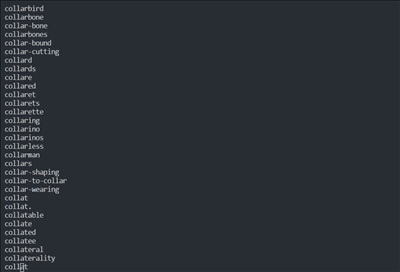 collarbird
collarbone
collar-bone
collarbones
collar-bound
collar-cutting
collard
collards
collare
collared
collaret
collarets
collarette
collaring
collarino
collarinos
collarless
collarman
collars
collar-shaping
collar-to-collar
collar-wearing
collat
collat.
collatable
collate
collated
collatee
collateral
collaterality